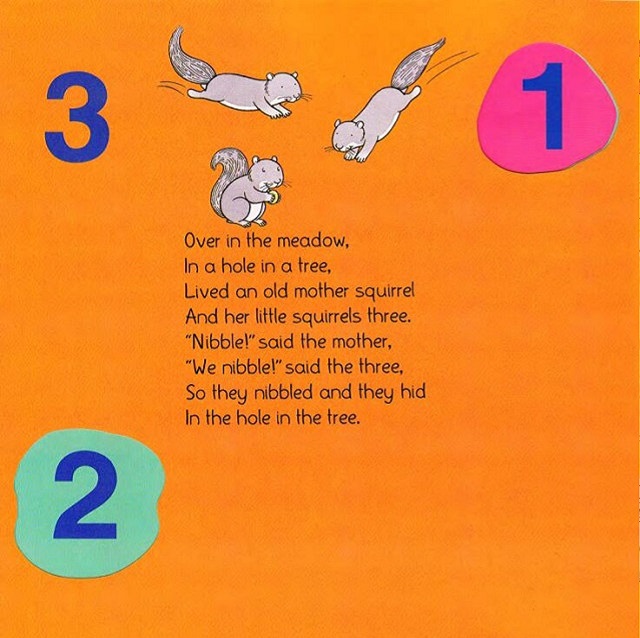 3
1
Over in the meadow,
In a hole in a tree,
Lived an old mother squirrel
And her little squirrels three.
"Nibble!" said the mother,
"We nibble!" said the three,
So they nibbled and they hid
In the hole in the tree.
2